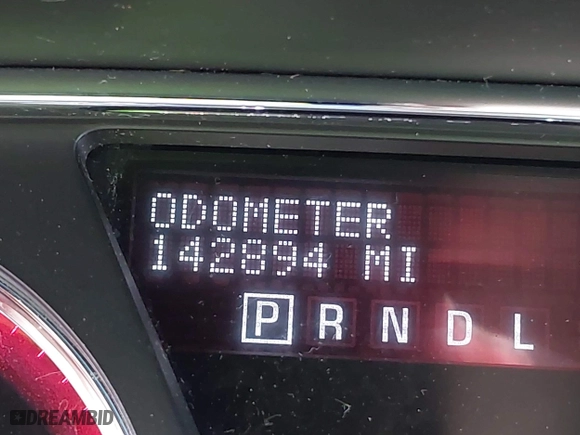 ODOMETER
142894 MI
P R N D L
DREAMBID